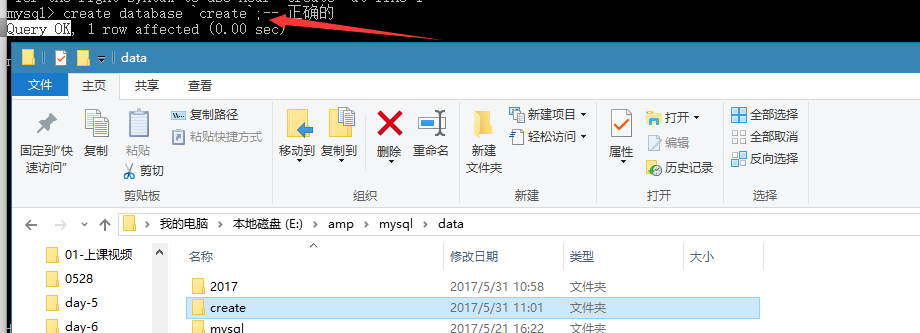 mysql> create database `create`;-- 正确的
Query OK, 1 row affected (0.00 sec)
data
文件 主页 共享 查看
固定到“快速访问” 复制 粘贴 复制路径 粘贴快捷方式 剪切 移动到 复制到 删除 重命名 新建文件夹 新建项目 轻松访问 属性 打开 编辑 历史记录 全部选择 全部取消 反向选择
剪贴板 组织 新建 打开 选择
我的电脑 本地磁盘 (E:) amp mysql data
名称 修改日期 类型 大小
01-上课视频
0528
day-5
day-6
2017 2017/5/31 10:58 文件夹
create 2017/5/31 11:01 文件夹
mysql 2017/5/21 16:22 文件夹